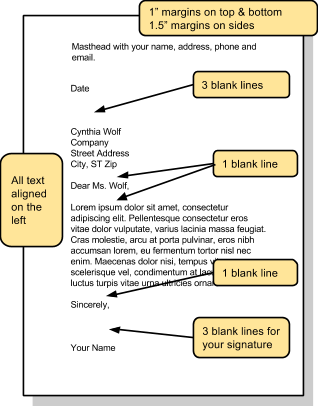 1” margins on top & bottom
1.5” margins on sides
Masthead with your name, address, phone and
email.
Date
3 blank lines
Cynthia Wolf
Company
Street Address
City, ST Zip
1 blank line
All text
aligned
on the
left
Dear Ms. Wolf,
Lorem ipsum dolor sit amet, consectetur
adipiscing elit. Pellentesque consectetur eros
vitae dolor vulputate, varius lacinia massa feugiat.
Cras molestie, arcu at porta pulvinar, eros nibh
accumsan lorem, eu fermentum tortor nisl nec
enim. Maecenas dolor nisi, tempus
scelerisque vel, condimentum at
luctus turpis vitae urna ultricies
1 blank line
Sincerely,
3 blank lines for
your signature
Your Name